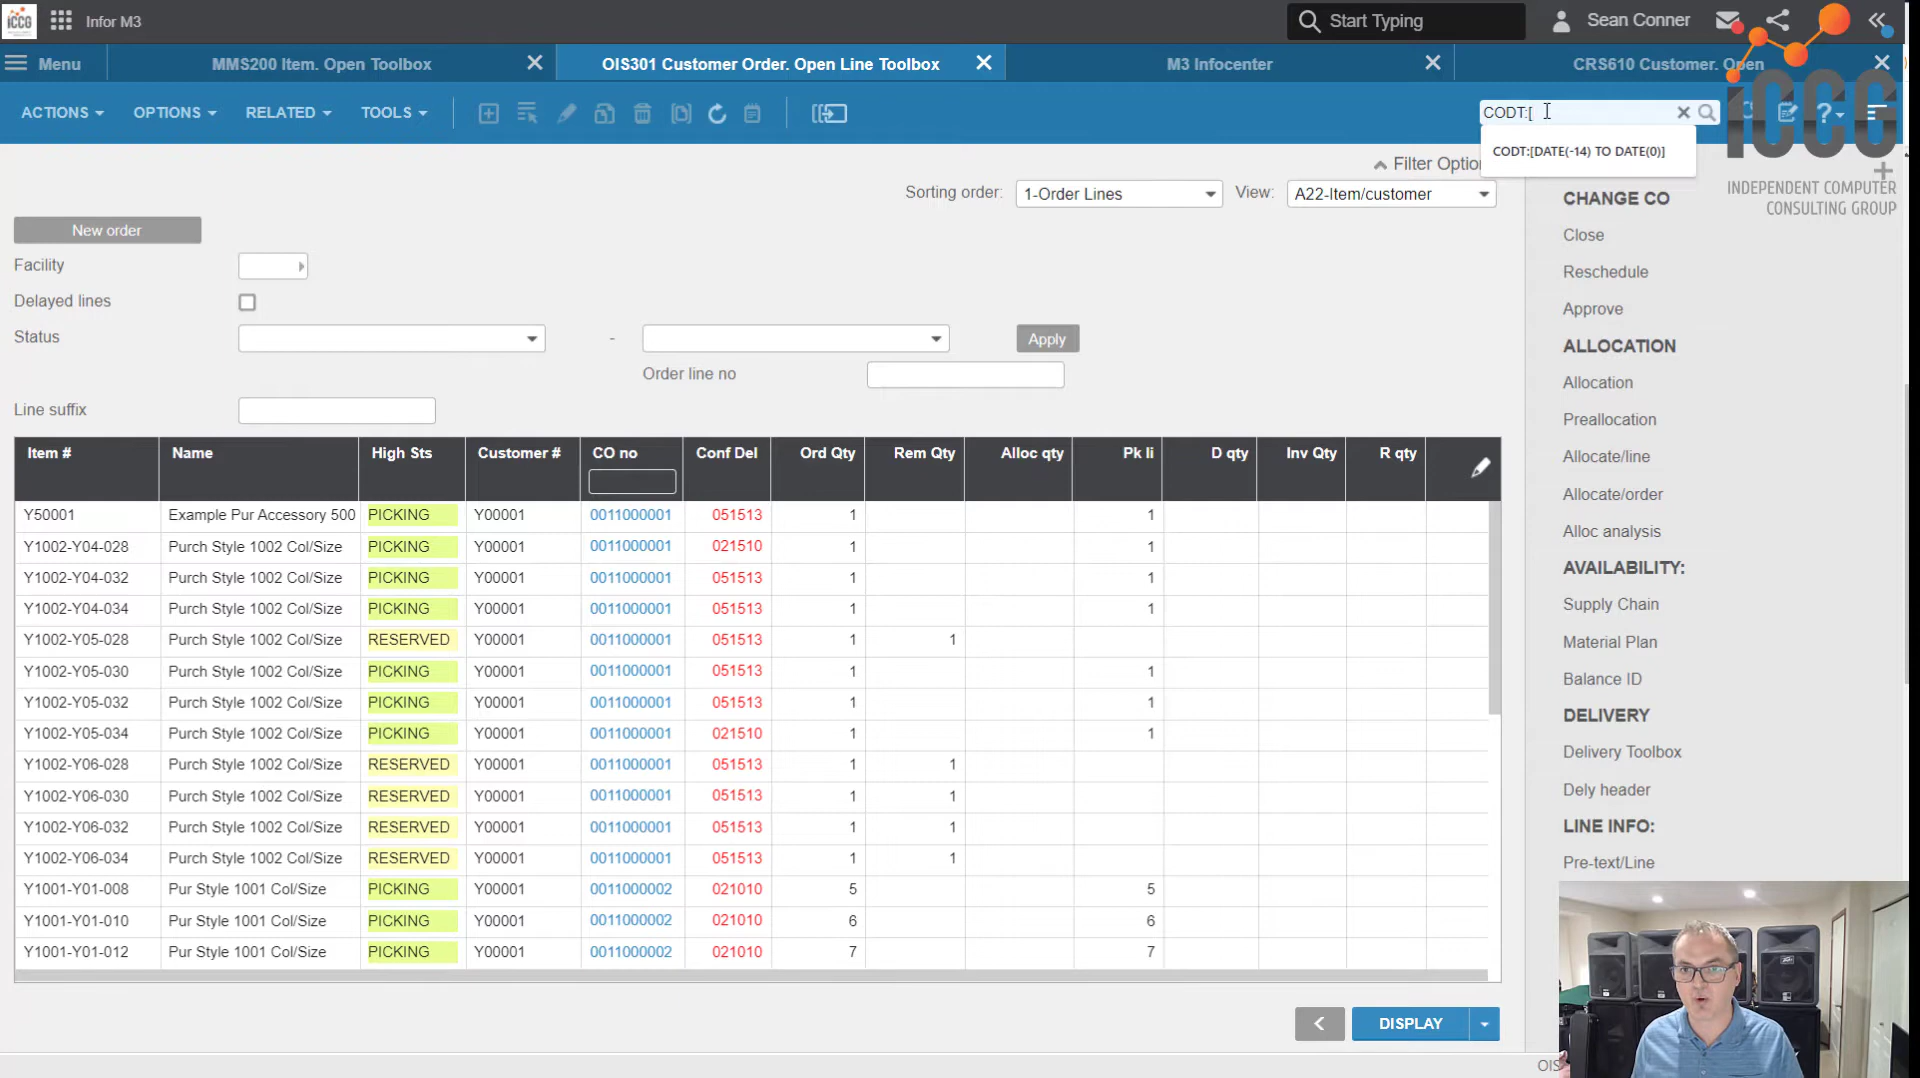 iCCG
Infor M3
Start Typing
Sean Conner
Menu
MMS200 Item. Open Toolbox
OIS301 Customer Order. Open Line Toolbox
M3 Infocenter
CRS610 Customer. Open
ACTIONS
OPTIONS
RELATED
TOOLS
CODT:[
CODT:[DATE(-14) TO DATE(0)]
iCCG
INDEPENDENT COMPUTER
CONSULTING GROUP
Filter Optio
Sorting order:
1-Order Lines
View:
A22-Item/customer
New order
Facility
Delayed lines
Status
-
Apply
Order line no
Line suffix
Item # Name High Sts Customer # CO no Conf Del Ord Qty Rem Qty Alloc qty Pk li D qty Inv Qty R qty
Y50001 Example Pur Accessory 500 PICKING Y00001 0011000001 051513 1 1
Y1002-Y04-028 Purch Style 1002 Col/Size PICKING Y00001 0011000001 021510 1 1
Y1002-Y04-032 Purch Style 1002 Col/Size PICKING Y00001 0011000001 051513 1 1
Y1002-Y04-034 Purch Style 1002 Col/Size PICKING Y00001 0011000001 051513 1 1
Y1002-Y05-028 Purch Style 1002 Col/Size RESERVED Y00001 0011000001 051513 1 1
Y1002-Y05-030 Purch Style 1002 Col/Size PICKING Y00001 0011000001 051513 1 1
Y1002-Y05-032 Purch Style 1002 Col/Size PICKING Y00001 0011000001 051513 1 1
Y1002-Y05-034 Purch Style 1002 Col/Size PICKING Y00001 0011000001 021510 1 1
Y1002-Y06-028 Purch Style 1002 Col/Size RESERVED Y00001 0011000001 051513 1 1
Y1002-Y06-030 Purch Style 1002 Col/Size RESERVED Y00001 0011000001 051513 1 1
Y1002-Y06-032 Purch Style 1002 Col/Size RESERVED Y00001 0011000001 051513 1 1
Y1002-Y06-034 Purch Style 1002 Col/Size RESERVED Y00001 0011000001 051513 1 1
Y1001-Y01-008 Pur Style 1001 Col/Size PICKING Y00001 0011000002 021010 5 5
Y1001-Y01-010 Pur Style 1001 Col/Size PICKING Y00001 0011000002 021010 6 6
Y1001-Y01-012 Pur Style 1001 Col/Size PICKING Y00001 0011000002 021010 7 7
DISPLAY
CHANGE CO
Close
Reschedule
Approve
ALLOCATION
Allocation
Preallocation
Allocate/line
Allocate/order
Alloc analysis
AVAILABILITY:
Supply Chain
Material Plan
Balance ID
DELIVERY
Delivery Toolbox
Dely header
LINE INFO:
Pre-text/Line
OIS